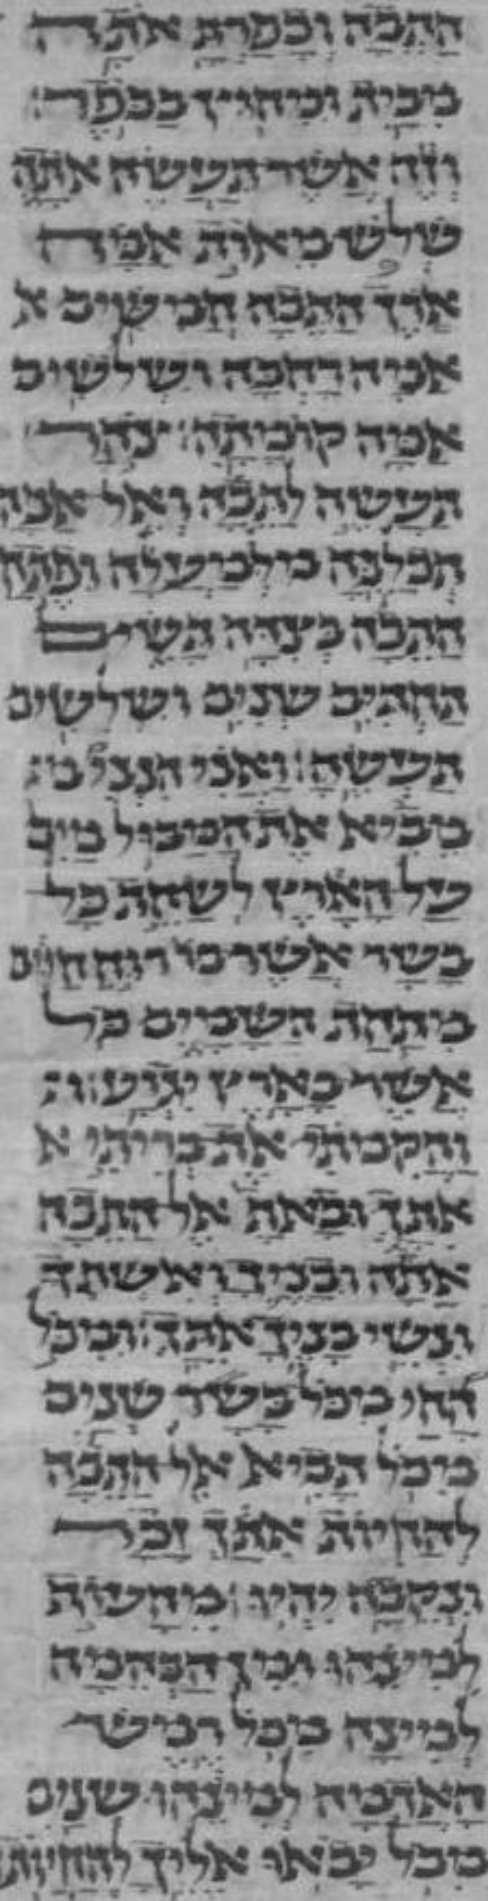 הַתֵּבָה וְכָפַרְתָּ אֹתָהּ
מִבַּיִת וּמִחוּץ בַּכֹּפֶר׃
וְזֶה אֲשֶׁר תַּעֲשֶׂה אֹתָהּ
שְׁלֹשׁ מֵאוֹת אַמָּה
אֹרֶךְ הַתֵּבָה חֲמִשִּׁים א
אַמָּה רָחְבָּהּ וּשְׁלֹשִׁים
אַמָּה קוֹמָתָהּ׃ צֹהַר
תַּעֲשֶׂה לַתֵּבָה וְאֶל אַמָּה
תְּכַלֶּנָּה מִלְמַעְלָה וּפֶתַח
הַתֵּבָה בְּצִדָּהּ תָּשִׂים
תַּחְתִּיִּם שְׁנִיִּם וּשְׁלִשִׁים
תַּעֲשֶׂהָ׃ וַאֲנִי הִנְנִי מ
מֵבִיא אֶת הַמַּבּוּל מַיִם
עַל הָאָרֶץ לְשַׁחֵת כָּל
בָּשָׂר אֲשֶׁר בּוֹ רוּחַ חַיִּים
מִתַּחַת הַשָּׁמָיִם כֹּל
אֲשֶׁר בָּאָרֶץ יִגְוָע׃ ו
וַהֲקִמֹתִי אֶת בְּרִיתִי א
אִתָּךְ וּבָאתָ אֶל הַתֵּבָה
אַתָּה וּבָנֶיךָ וְאִשְׁתְּךָ
וּנְשֵׁי בָנֶיךָ אִתָּךְ׃ וּמִכָּל
הָחַי מִכָּל בָּשָׂר שְׁנַיִם
מִכֹּל תָּבִיא אֶל הַתֵּבָה
לְהַחֲיוֹת אִתָּךְ זָכָר
וּנְקֵבָה יִהְיוּ׃ מֵהָעוֹף
לְמִינֵהוּ וּמִן הַבְּהֵמָה
לְמִינָהּ מִכֹּל רֶמֶשׂ
הָאֲדָמָה לְמִינֵהוּ שְׁנַיִם
מִכֹּל יָבֹאוּ אֵלֶיךָ לְהַחֲיוֹת